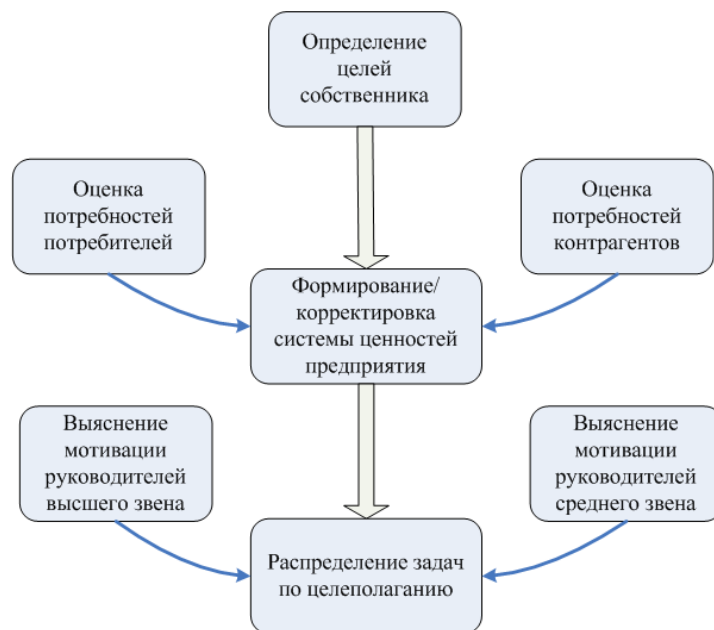 Определение
целей
собственника
Оценка
потребностей
потребителей
Оценка
потребностей
контрагентов
Формирование/
корректировка
системы ценностей
предприятия
Выяснение
мотивации
руководителей
высшего звена
Выяснение
мотивации
руководителей
среднего звена
Распределение задач
по целеполаганию